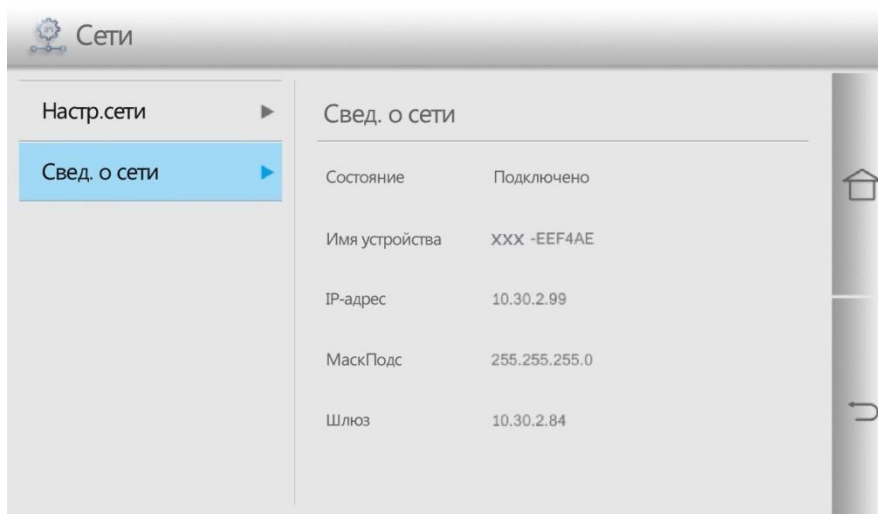 Сети
Настр.сети
Свед. о сети
Свед. о сети
Состояние Подключено
Имя устройства XXX -EEF4AE
IP-адрес 10.30.2.99
МаскПодс 255.255.255.0
Шлюз 10.30.2.84